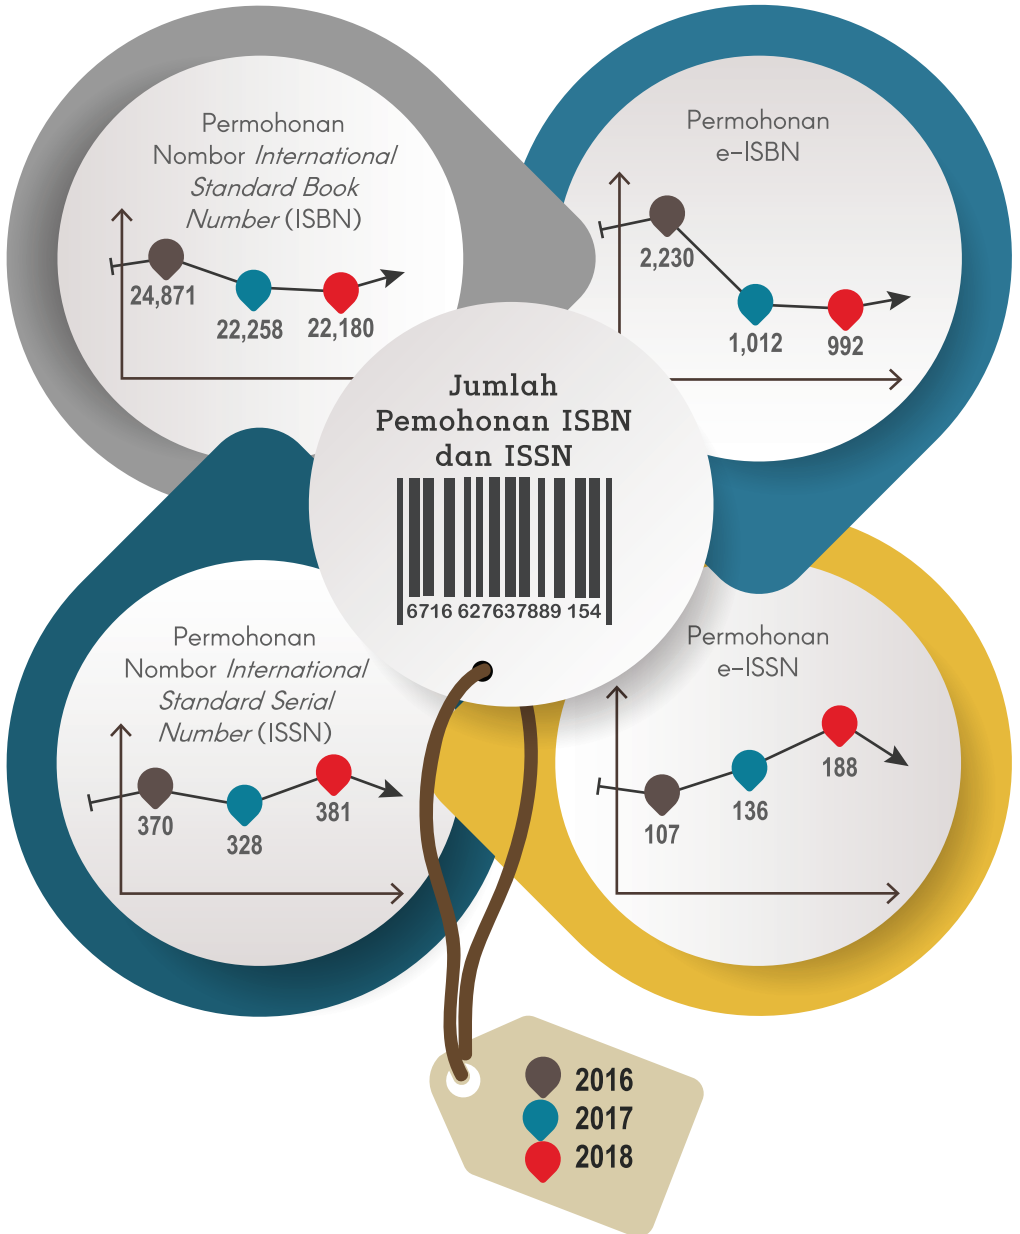 Permohonan
Nombor International
Standard Book
Number (ISBN)
24,871
22,258
22,180
Permohonan
e-ISBN
2,230
1,012
992
Jumlah
Pemohonan ISBN
dan ISSN
6716 627637889 154
Permohonan
Nombor International
Standard Serial
Number (ISSN)
370
328
381
Permohonan
e-ISSN
107
136
188
2016
2017
2018